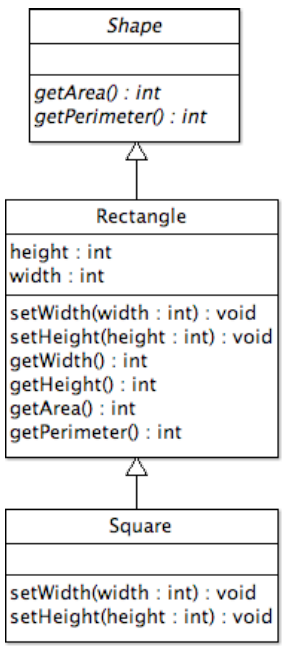 Shape
getArea() : int
getPerimeter() : int
Rectangle
height : int
width : int
setWidth(width : int) : void
setHeight(height : int) : void
getWidth() : int
getHeight() : int
getArea() : int
getPerimeter() : int
Square
setWidth(width : int) : void
setHeight(height : int) : void